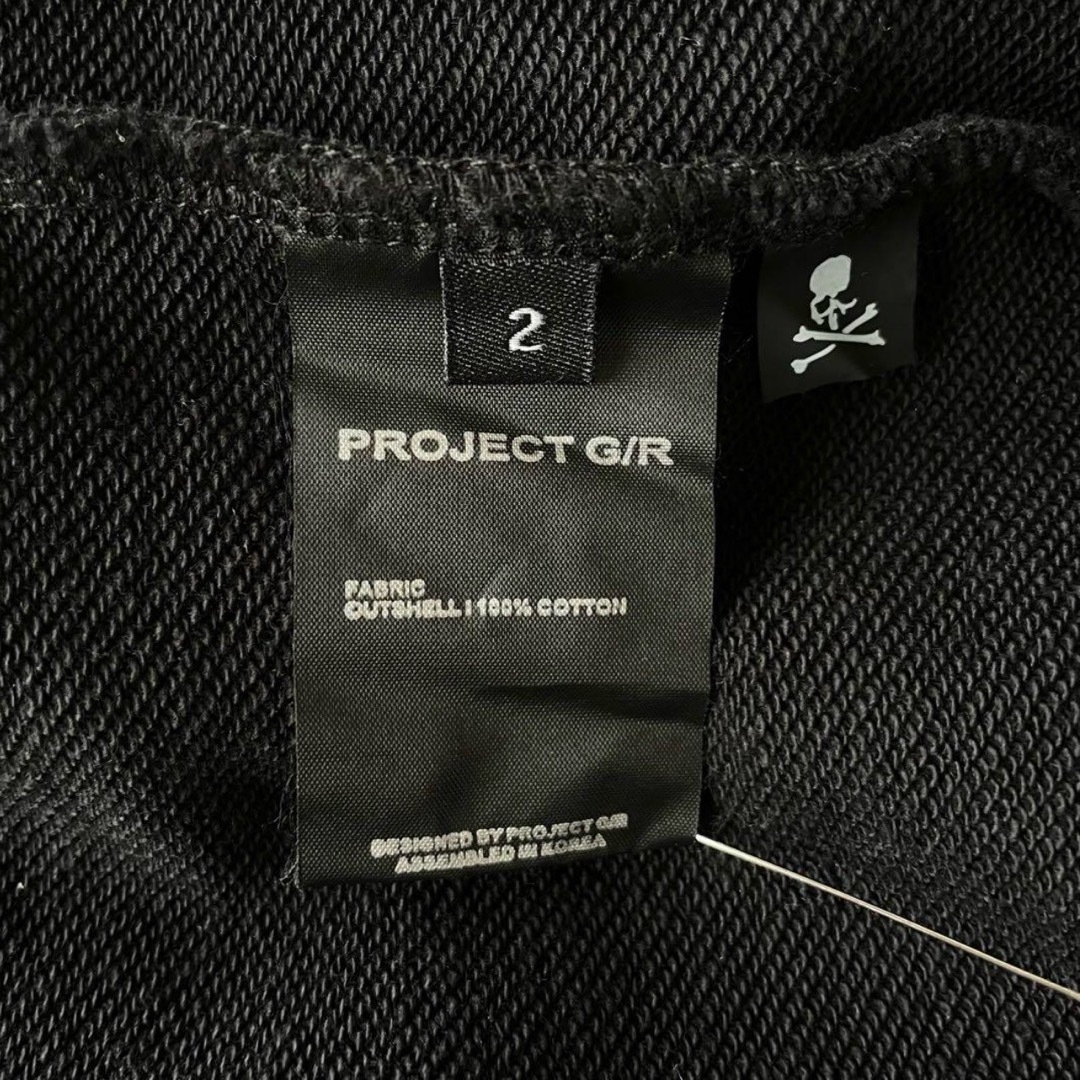 2
PROJECT G/R
FABRIC
OUTSHELL | 100% COTTON
DESIGNED BY PROJECT G/R
ASSEMBLED IN KOREA